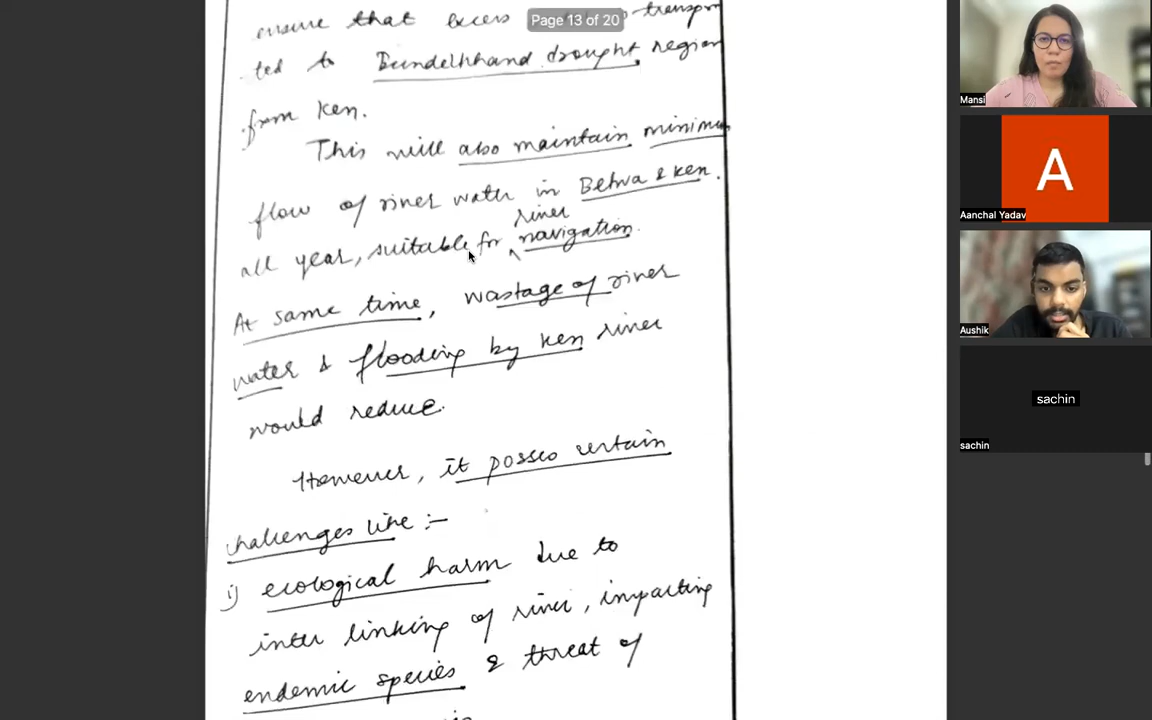 ensure that Excess transpor
Page 13 of 20
ted to Bundelkhand drought region
from Ken.
This will also maintain minimum
flow of river water in Betwa & ken.
all year, suitable for river navigation.
At same time, wastage of river
water & flooding by ken river
would reduce.
However, it posses certain
challenges like :-
i) ecological harm due to
inter linking of river, impacting
endemic species & threat of
Mansi
A
Aanchal Yadav
Aushik
sachin
sachin